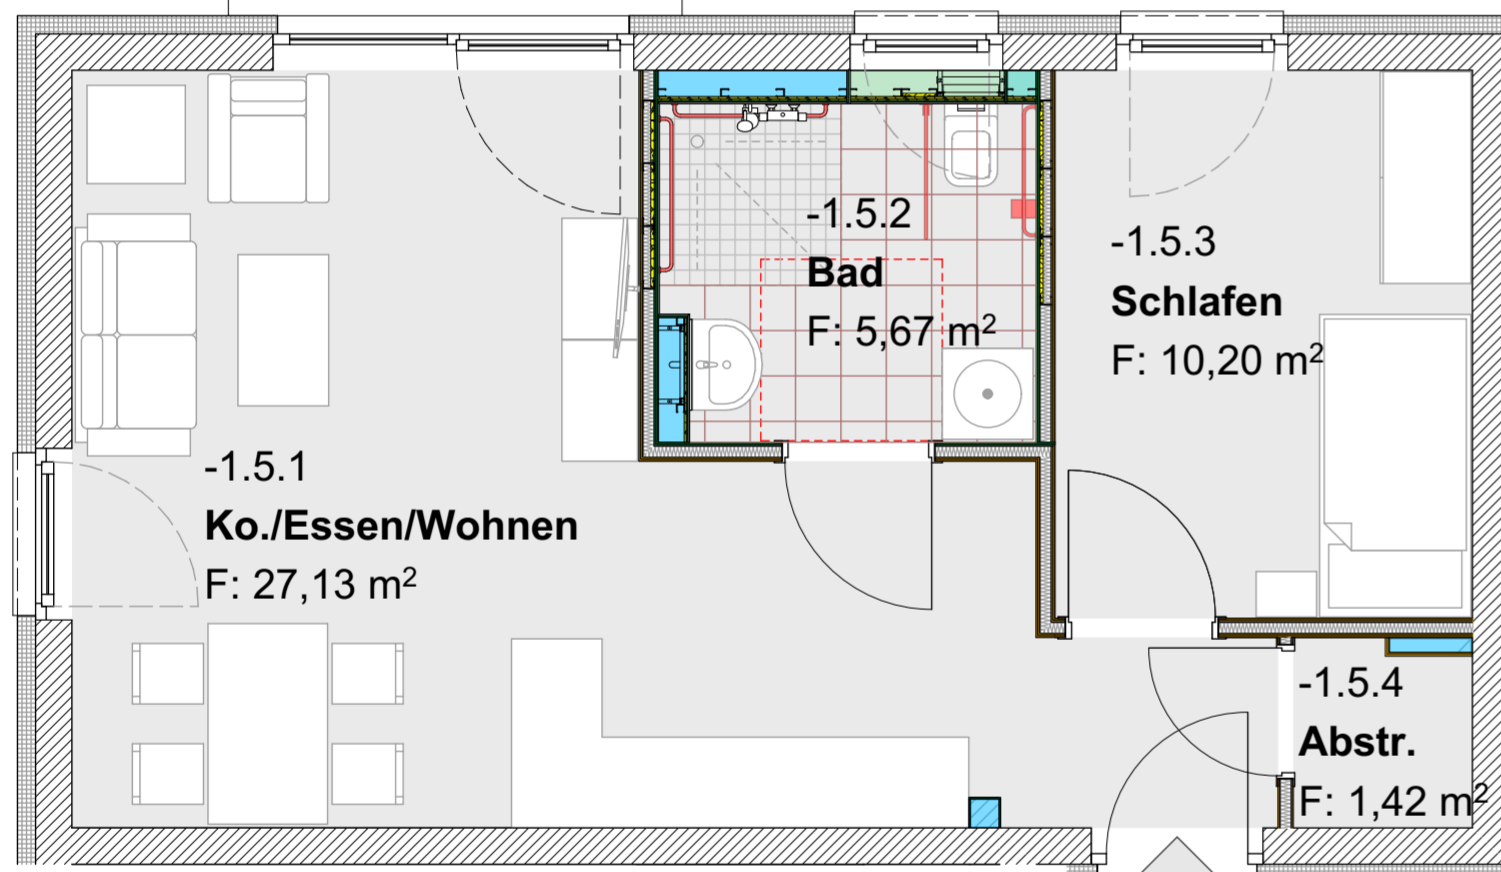 -1.5.2
Bad
F: 5,67 m²
-1.5.3
Schlafen
F: 10,20 m²
-1.5.1
Ko./Essen/Wohnen
F: 27,13 m²
-1.5.4
Abstr.
F: 1,42 m²